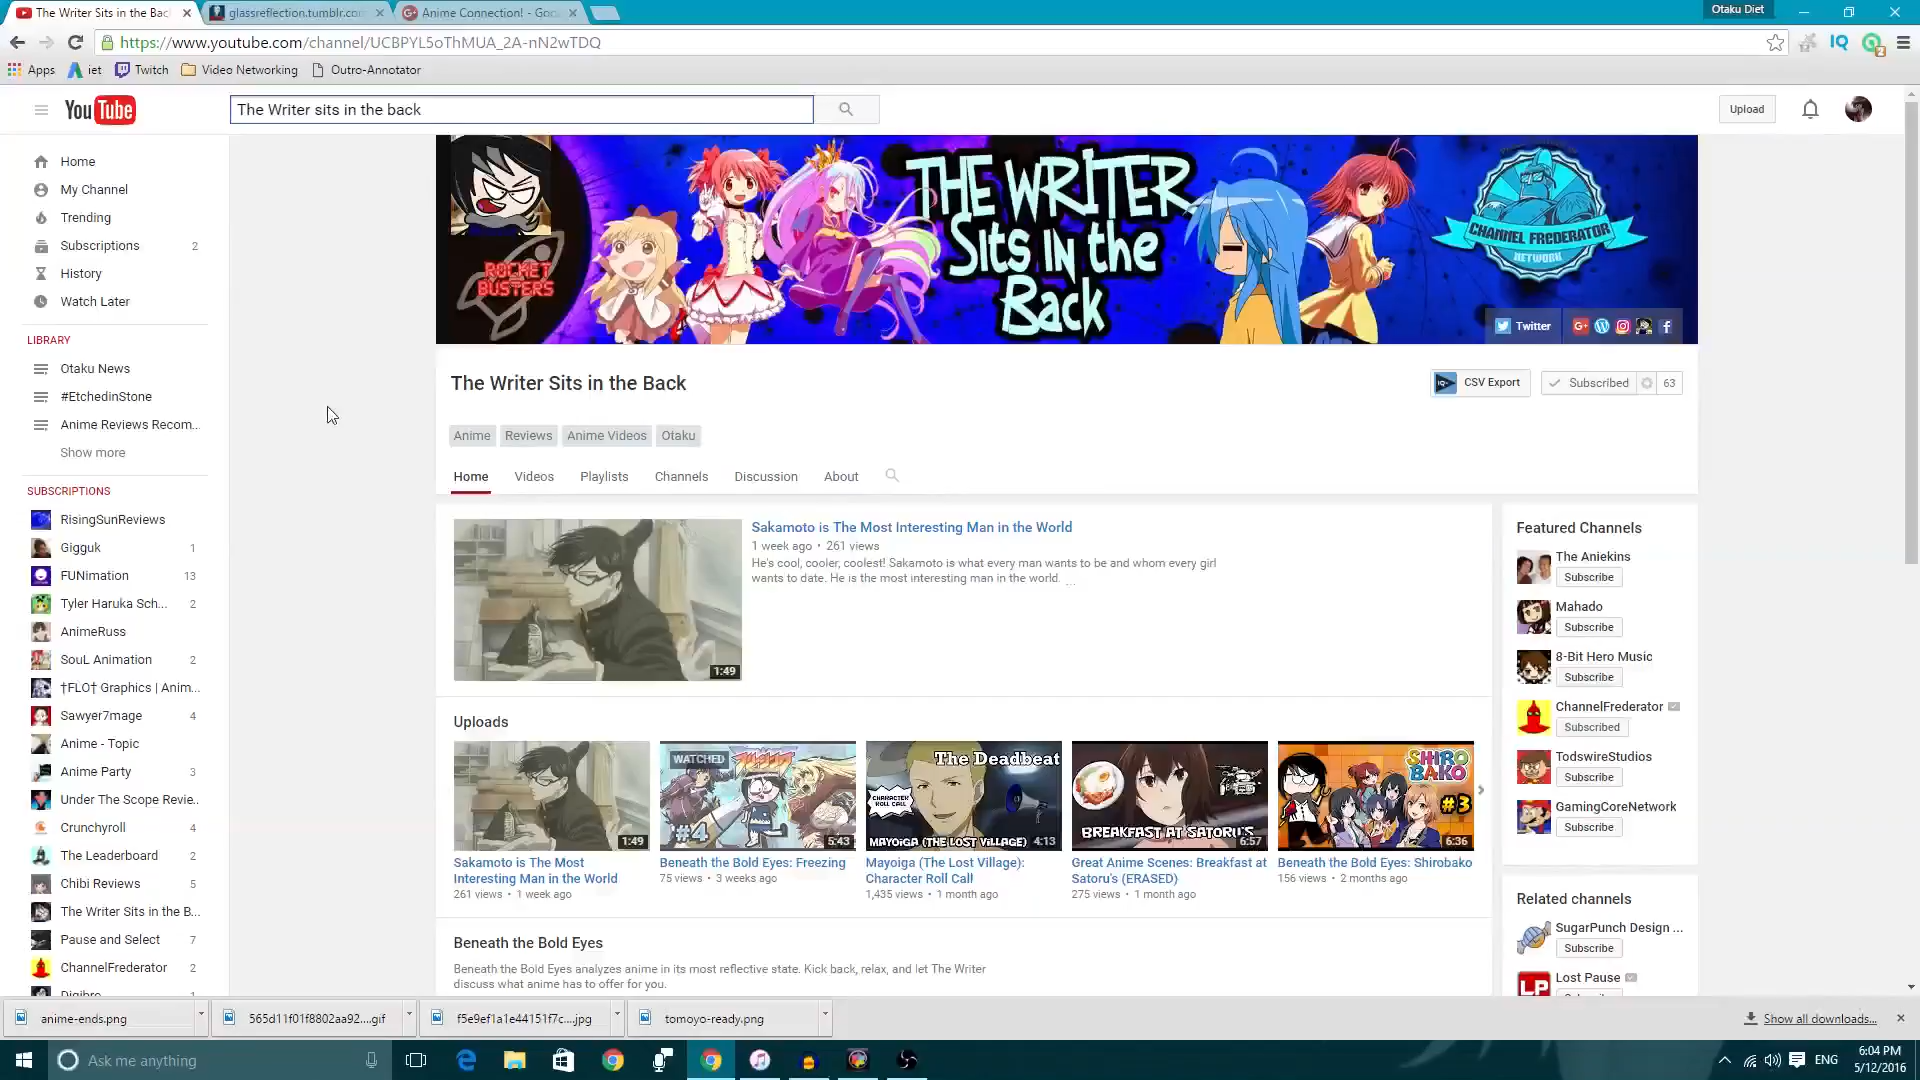 The Writer Sits in the Bac
glassreflection.tumblr.com
Anime Connection! - Goo
Otaku Diet
https://www.youtube.com/channel/UCBPYL5oThMUA_2A-nN2wTDQ
IQ
2
Apps
iet
Twitch
Video Networking
Outro-Annotator
YouTube
The Writer sits in the back
Upload
Home
My Channel
Trending
Subscriptions 2
History
Watch Later
LIBRARY
Otaku News
#EtchedinStone
Anime Reviews Recom...
Show more
SUBSCRIPTIONS
RisingSunReviews
Gigguk 1
FUNimation 13
Tyler Haruka Sch... 2
AnimeRuss
SouL Animation 2
†FLO† Graphics | Anim...
Sawyer7mage 4
Anime - Topic
Anime Party 3
Under The Scope Revie..
Crunchyroll 4
The Leaderboard 2
Chibi Reviews 5
The Writer Sits in the B...
Pause and Select 7
ChannelFrederator 2
Digibro 1
ROCKET
BUSTERS
THE WRITER
Sits IN the
Back
CHANNEL FREDERATOR
NETWORK
Twitter
The Writer Sits in the Back
CSV Export
Subscribed 63
Anime Reviews Anime Videos Otaku
Home Videos Playlists Channels Discussion About
1:49
Sakamoto is The Most Interesting Man in the World
1 week ago • 261 views
He's cool, cooler, coolest! Sakamoto is what every man wants to be and whom every girl
wants to date. He is the most interesting man in the world. ...
Uploads
1:49
Sakamoto is The Most
Interesting Man in the World
261 views • 1 week ago
WATCHED
#4
5:43
Beneath the Bold Eyes: Freezing
75 views • 3 weeks ago
The Deadbeat
CHARACTER
ROLL CALL
MAYOIGA (THE LOST VILLAGE)
4:13
Mayoiga (The Lost Village):
Character Roll Call
1,435 views • 1 month ago
BREAKFAST AT SATORU'S
6:57
Great Anime Scenes: Breakfast at
Satoru's (ERASED)
275 views • 1 month ago
SHIRO
BAKO
#3
6:36
Beneath the Bold Eyes: Shirobako
156 views • 2 months ago
Beneath the Bold Eyes
Beneath the Bold Eyes analyzes anime in its most reflective state. Kick back, relax, and let The Writer
discuss what anime has to offer for you.
Featured Channels
The Aniekins
Subscribe
Mahado
Subscribe
8-Bit Hero Music
Subscribe
ChannelFrederator
Subscribed
TodswireStudios
Subscribe
GamingCoreNetwork
Subscribe
Related channels
SugarPunch Design ...
Subscribe
LP
Lost Pause
anime-ends.png
565d11f01f8802aa92....gif
f5e9ef1a1e44151f7c....jpg
tomoyo-ready.png
Show all downloads...
Ask me anything
ENG
6:04 PM
5/12/2016